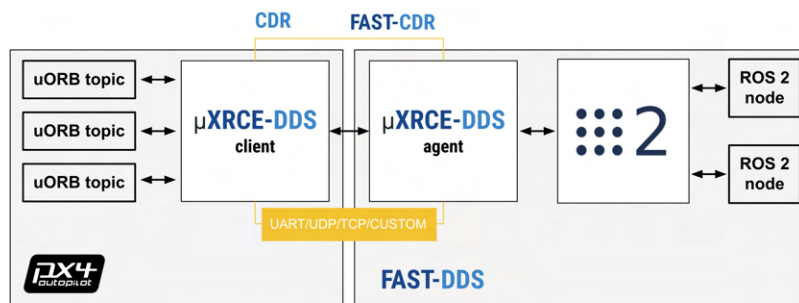 CDR
FAST-CDR
uORB topic
uORB topic
uORB topic
µXRCE-DDS
client
µXRCE-DDS
agent
2
ROS 2
node
ROS 2
node
UART/UDP/TCP/CUSTOM
px4
autopilot
FAST-DDS